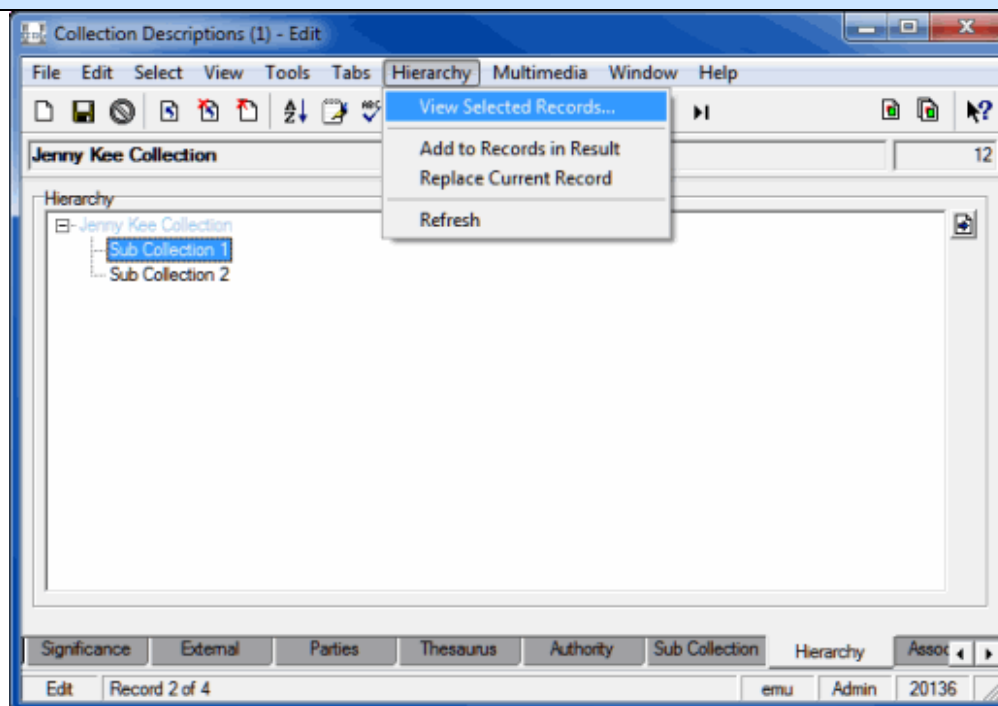 Collection Descriptions (1) - Edit
File Edit Select View Tools Tabs Hierarchy Multimedia Window Help
View Selected Records...
Add to Records in Result
Replace Current Record
Refresh
Jenny Kee Collection 12
Hierarchy
Jenny Kee Collection
Sub Collection 1
Sub Collection 2
Significance External Parties Thesaurus Authority Sub Collection Hierarchy Assoc
Edit Record 2 of 4 emu Admin 20136